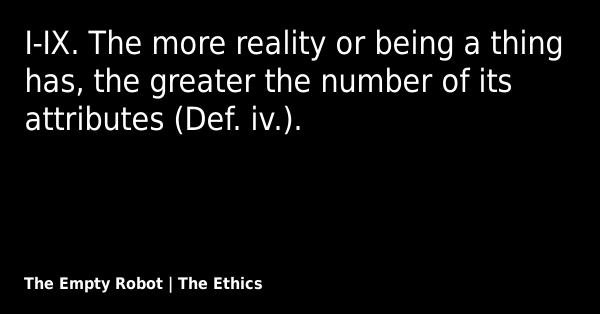 I-IX. The more reality or being a thing
has, the greater the number of its
attributes (Def. iv.).
The Empty Robot | The Ethics